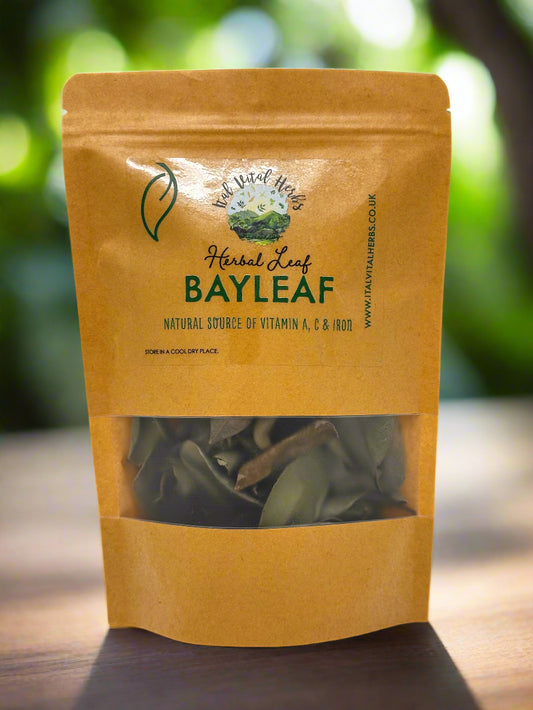 Ital Vital Herbs
Herbal Leaf
BAYLEAF
NATURAL SOURCE OF VITAMIN A, C & IRON
STORE IN A COOL DRY PLACE.
WWW.ITALVITALHERBS.CO.UK